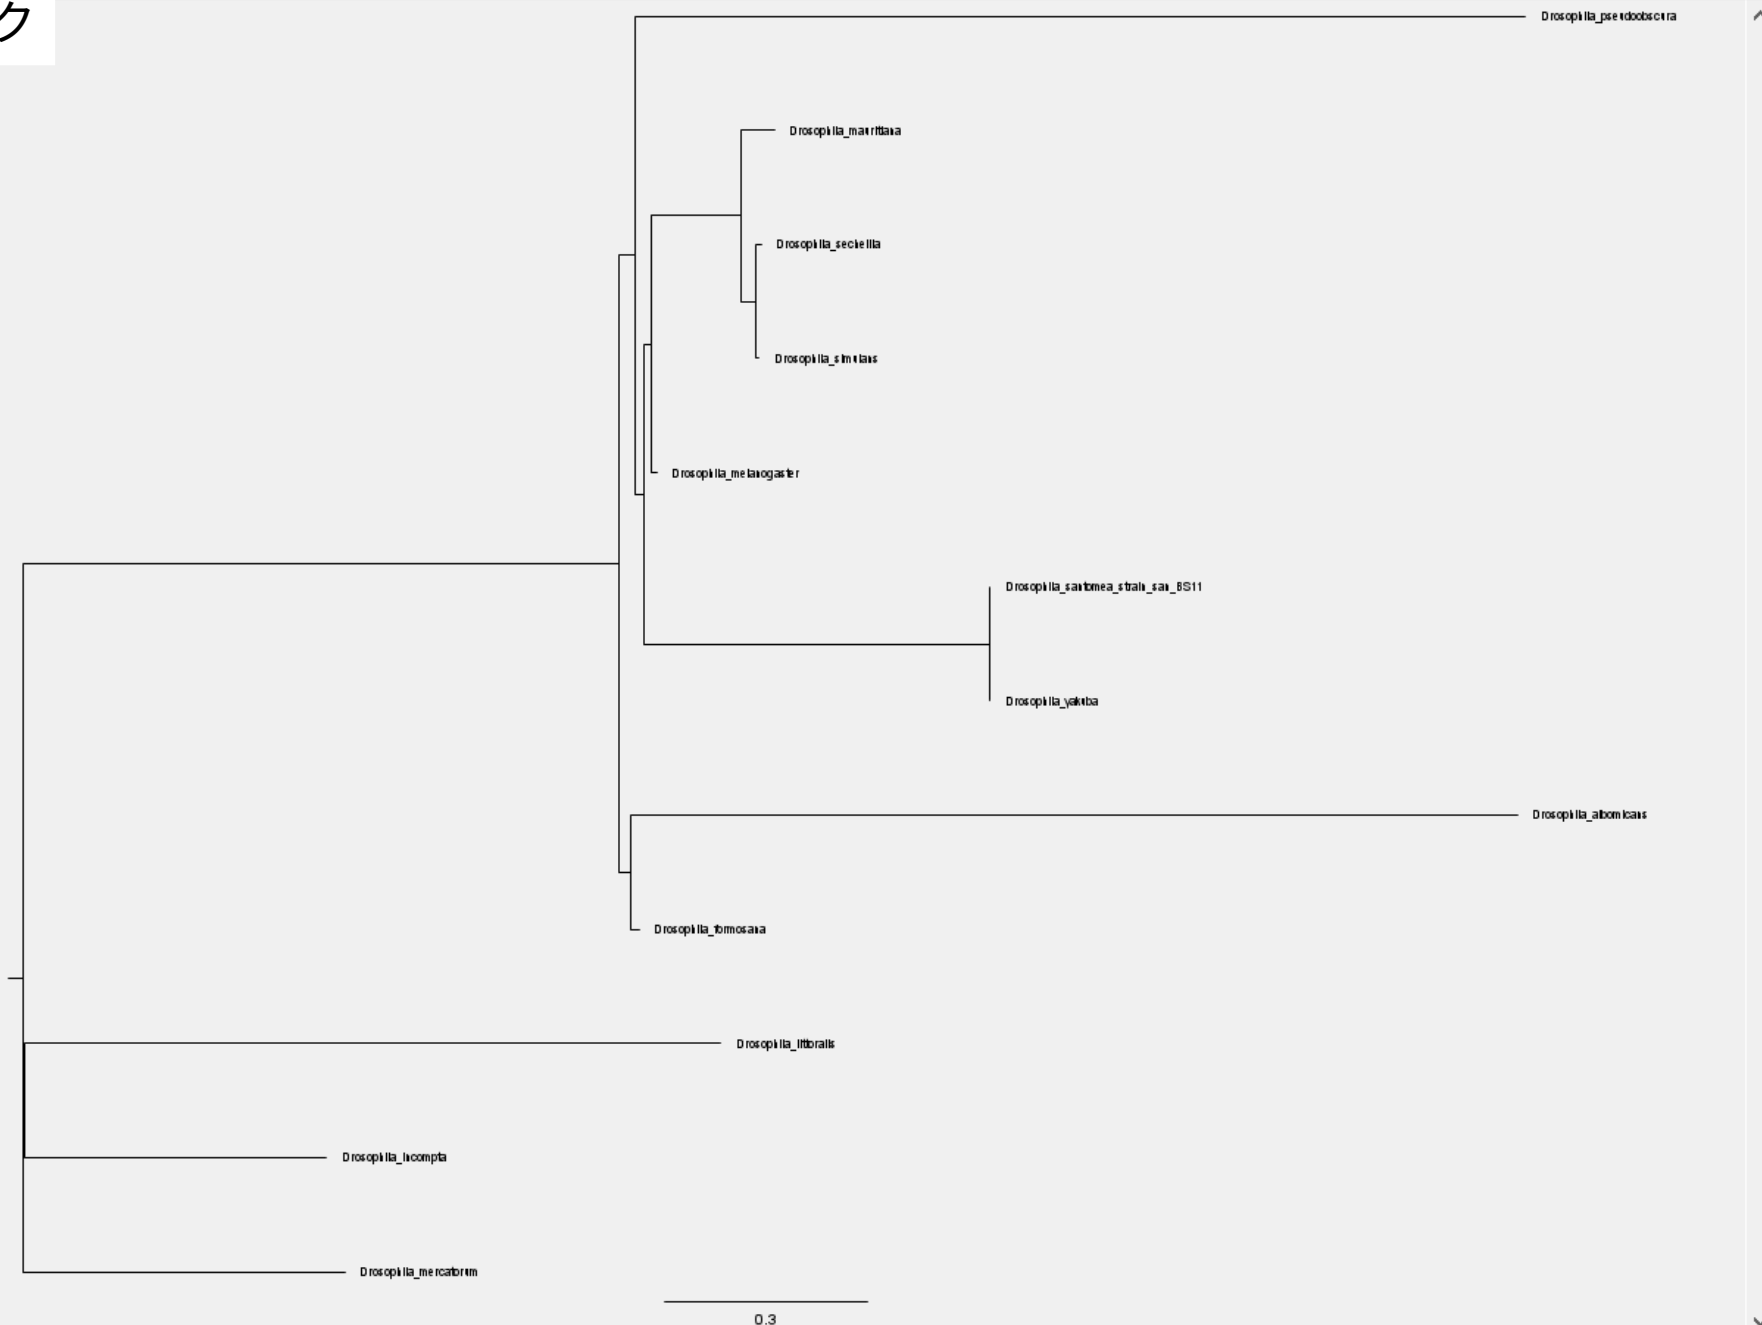 ク
Drosophila_pseudoobscura
Drosophila_mauritiana
Drosophila_sechellia
Drosophila_simulans
Drosophila_melanogaster
Drosophila_santomea_strain_san_BS11
Drosophila_yakuba
Drosophila_albomicans
Drosophila_formosana
Drosophila_littoralis
Drosophila_incompta
Drosophila_mercatorum
0.3